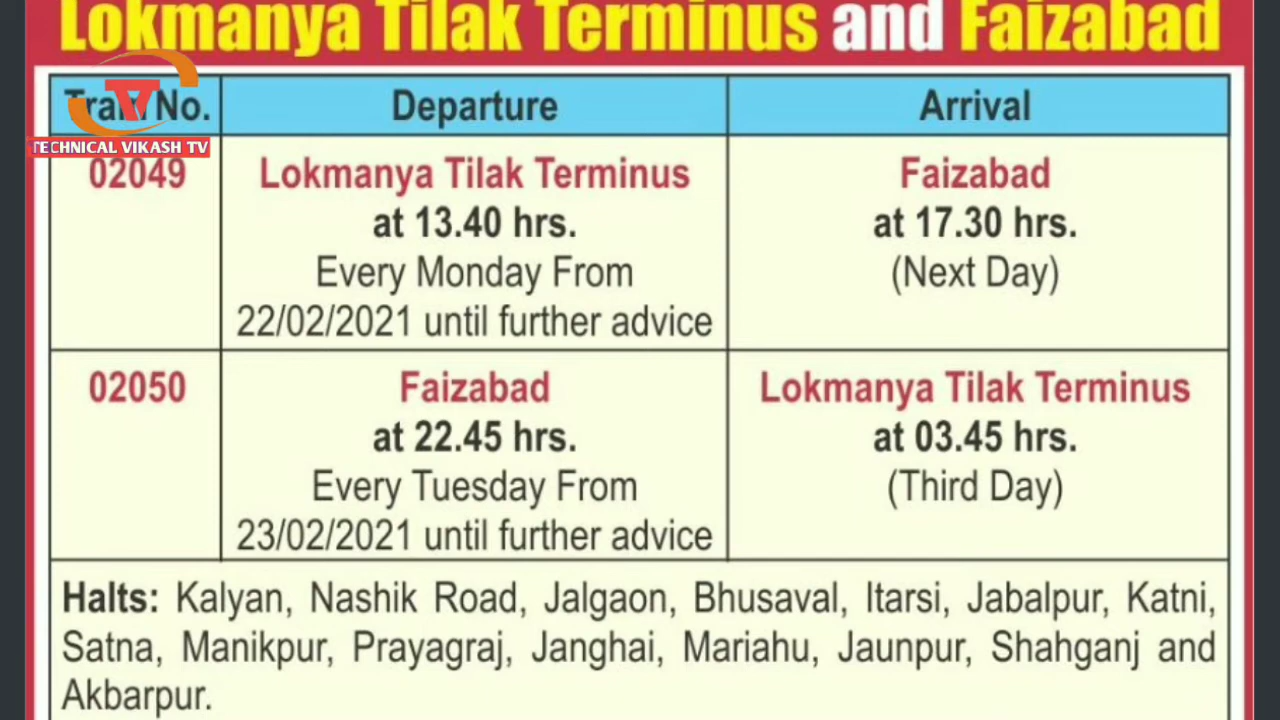 Lokmanya Tilak Terminus and Faizabad
Train No. Departure Arrival
TECHNICAL VIKASH TV
02049 Lokmanya Tilak Terminus Faizabad
at 13.40 hrs. at 17.30 hrs.
Every Monday From (Next Day)
22/02/2021 until further advice
02050 Faizabad Lokmanya Tilak Terminus
at 22.45 hrs. at 03.45 hrs.
Every Tuesday From (Third Day)
23/02/2021 until further advice
Halts: Kalyan, Nashik Road, Jalgaon, Bhusaval, Itarsi, Jabalpur, Katni,
Satna, Manikpur, Prayagraj, Janghai, Mariahu, Jaunpur, Shahganj and
Akbarpur.